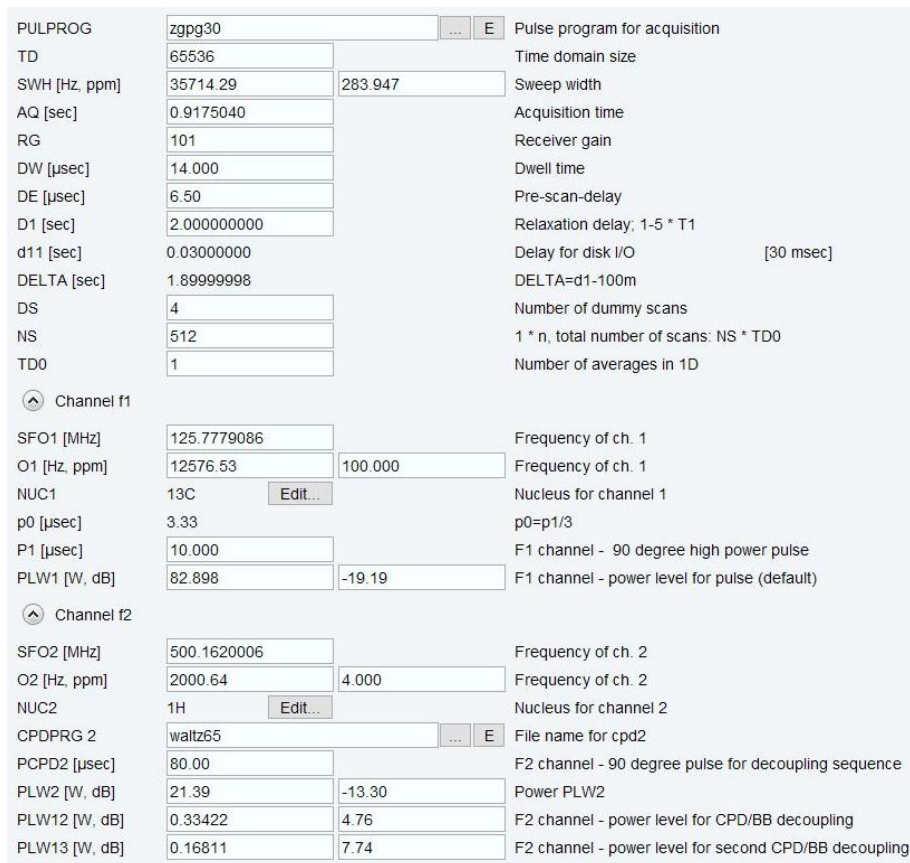 PULPROG zgpg30 ... E Pulse program for acquisition
TD 65536 Time domain size
SWH [Hz, ppm] 35714.29 283.947 Sweep width
AQ [sec] 0.9175040 Acquisition time
RG 101 Receiver gain
DW [µsec] 14.000 Dwell time
DE [µsec] 6.50 Pre-scan-delay
D1 [sec] 2.000000000 Relaxation delay; 1-5 * T1
d11 [sec] 0.03000000 Delay for disk I/O [30 msec]
DELTA [sec] 1.89999998 DELTA=d1-100m
DS 4 Number of dummy scans
NS 512 1 * n, total number of scans: NS * TD0
TD0 1 Number of averages in 1D
Channel f1
SFO1 [MHz] 125.7779086 Frequency of ch. 1
O1 [Hz, ppm] 12576.53 100.000 Frequency of ch. 1
NUC1 13C Edit... Nucleus for channel 1
p0 [µsec] 3.33 p0=p1/3
P1 [µsec] 10.000 F1 channel - 90 degree high power pulse
PLW1 [W, dB] 82.898 -19.19 F1 channel - power level for pulse (default)
Channel f2
SFO2 [MHz] 500.1620006 Frequency of ch. 2
O2 [Hz, ppm] 2000.64 4.000 Frequency of ch. 2
NUC2 1H Edit... Nucleus for channel 2
CPDPRG 2 waltz65 ... E File name for cpd2
PCPD2 [µsec] 80.00 F2 channel - 90 degree pulse for decoupling sequence
PLW2 [W, dB] 21.39 -13.30 Power PLW2
PLW12 [W, dB] 0.33422 4.76 F2 channel - power level for CPD/BB decoupling
PLW13 [W, dB] 0.16811 7.74 F2 channel - power level for second CPD/BB decoupling